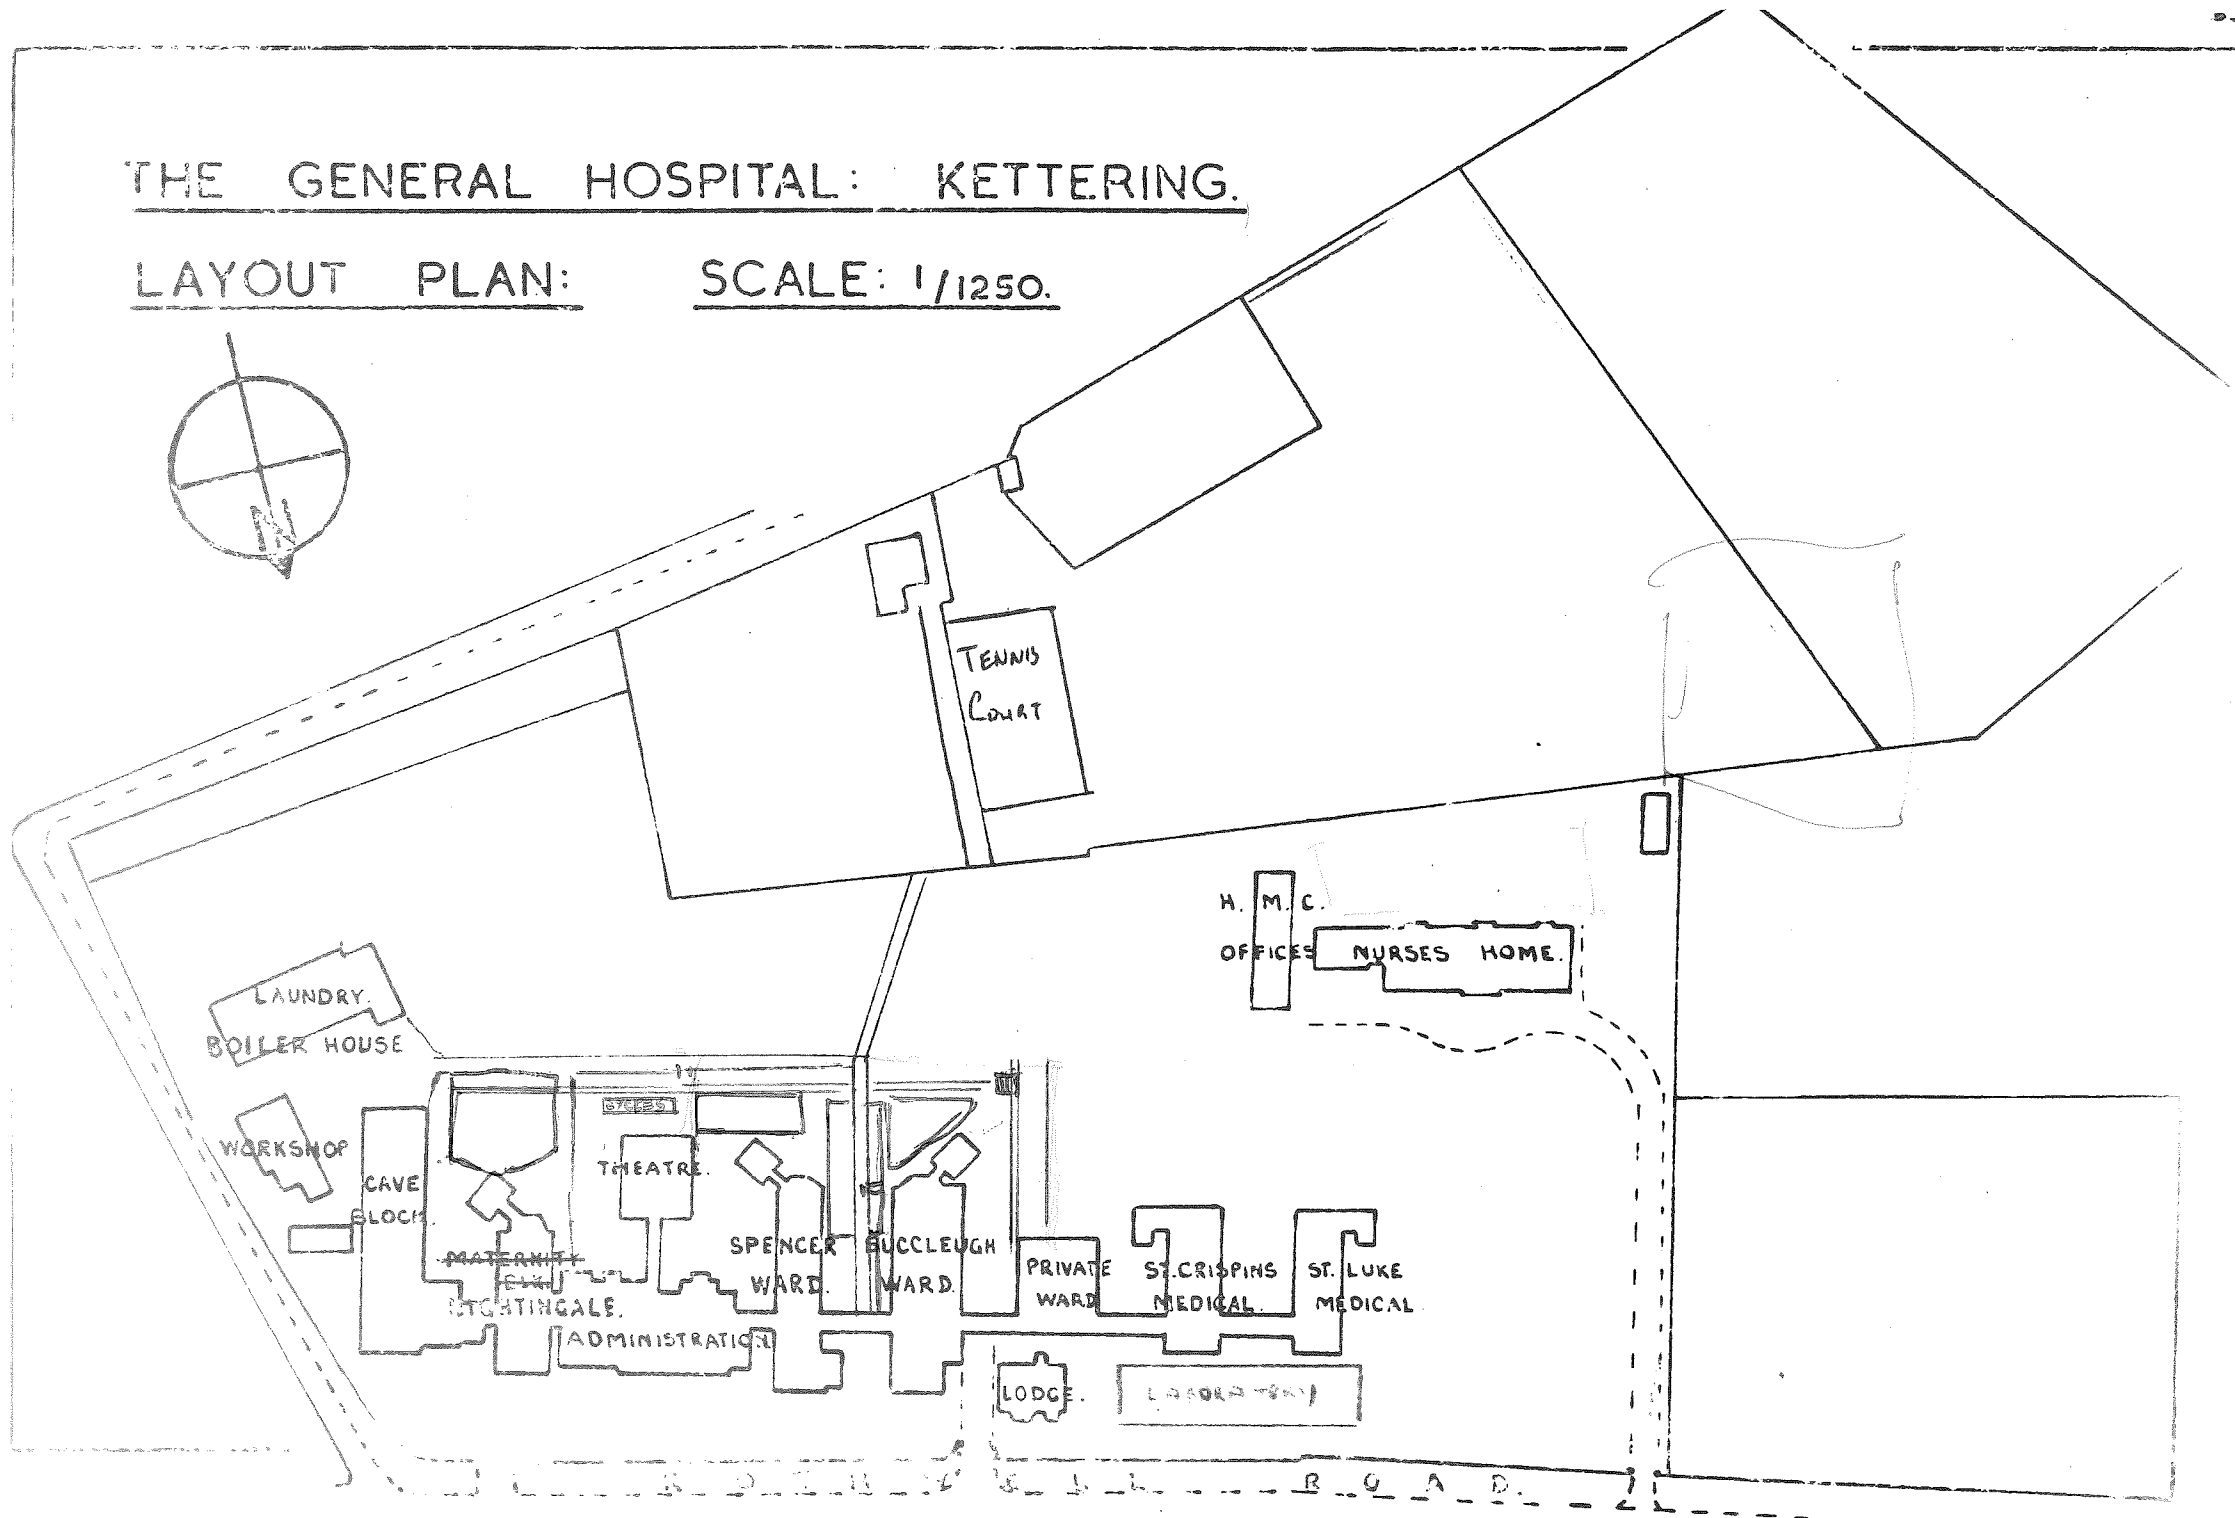 THE GENERAL HOSPITAL: KETTERING.
LAYOUT PLAN: SCALE: 1/1250.
N
TENNIS
COURT
H. M. C.
OFFICES
NURSES HOME.
LAUNDRY.
BOILER HOUSE
WORKSHOP
CAVE
BLOCK.
CYCLES
THEATRE.
MATERNITY
NIGHTINGALE.
ADMINISTRATION
SPENCER
WARD.
BUCCLEUGH
WARD.
PRIVATE
WARD
ST. CRISPINS
MEDICAL.
ST. LUKE
MEDICAL
LODGE.
LABORATORY
ROAD.